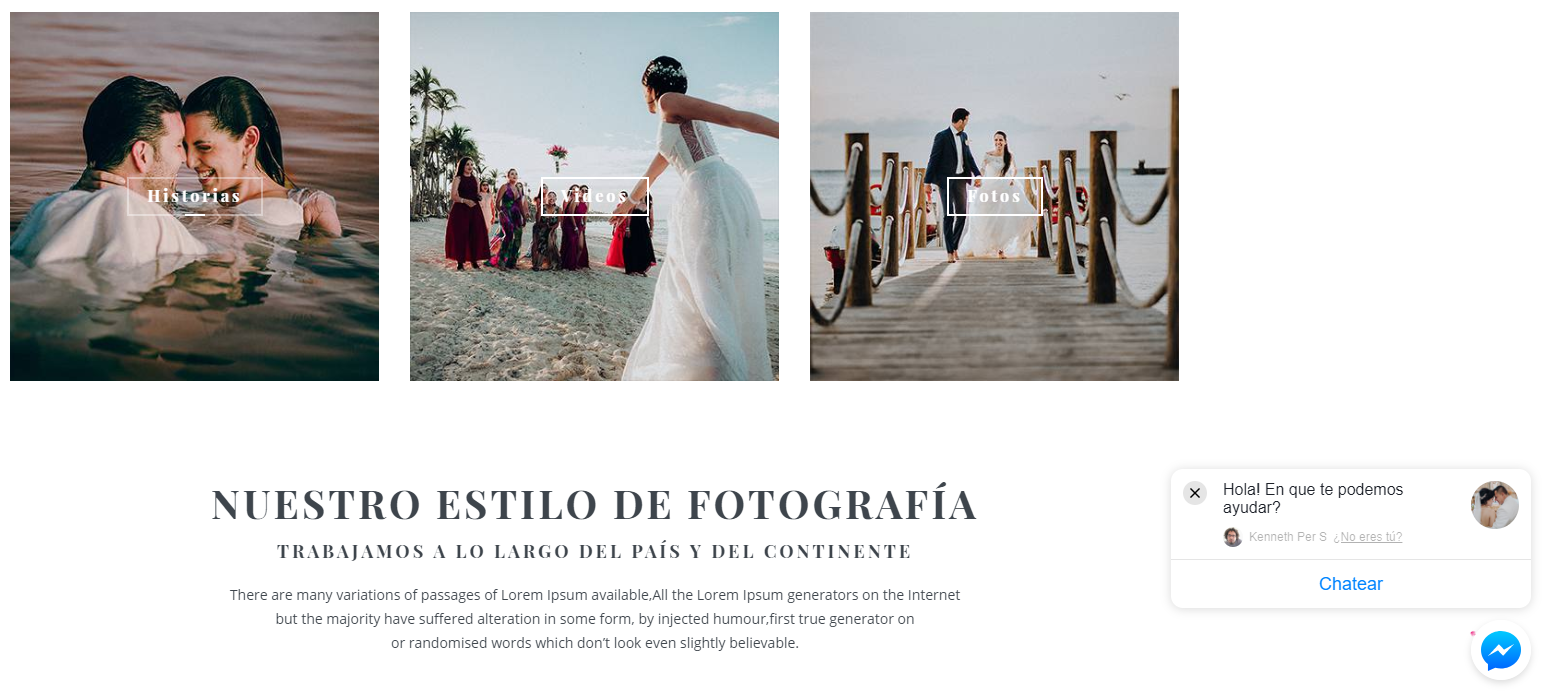 Historias
Videos
Fotos
NUESTRO ESTILO DE FOTOGRAFÍA
TRABAJAMOS A LO LARGO DEL PAÍS Y DEL CONTINENTE
There are many variations of passages of Lorem Ipsum available,All the Lorem Ipsum generators on the Internet
but the majority have suffered alteration in some form, by injected humour,first true generator on
or randomised words which don’t look even slightly believable.
Hola! En que te podemos
ayudar?
Kenneth Per S ¿No eres tú?
Chatear